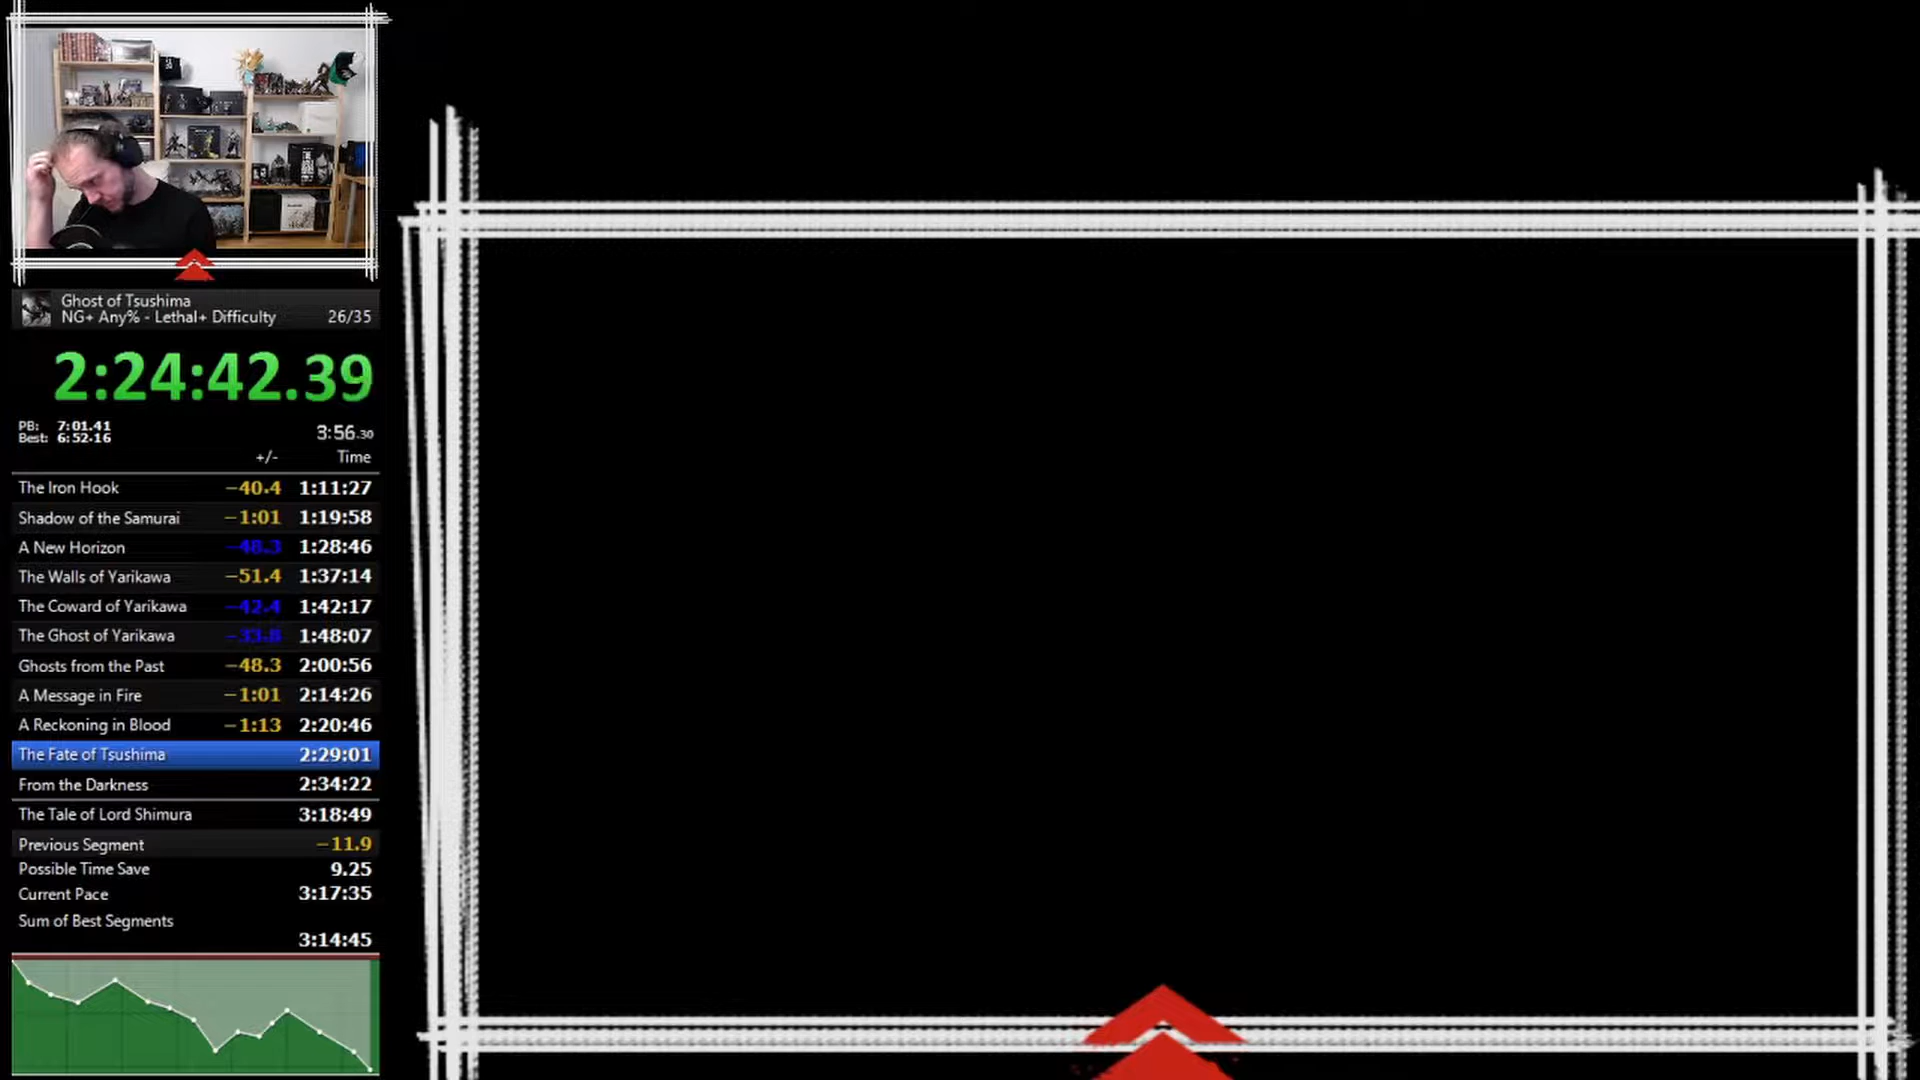 Ghost of Tsushima
NG+ Any% - Lethal+ Difficulty 26/35
2:24:42.39
PB: 7:01.41
Best: 6:52.16
3:56.30
+/- Time
The Iron Hook −40.4 1:11:27
Shadow of the Samurai −1:01 1:19:58
A New Horizon −48.3 1:28:46
The Walls of Yarikawa −51.4 1:37:14
The Coward of Yarikawa −42.4 1:42:17
The Ghost of Yarikawa −33.8 1:48:07
Ghosts from the Past −48.3 2:00:56
A Message in Fire −1:01 2:14:26
A Reckoning in Blood −1:13 2:20:46
The Fate of Tsushima 2:29:01
From the Darkness 2:34:22
The Tale of Lord Shimura 3:18:49
Previous Segment −11.9
Possible Time Save 9.25
Current Pace 3:17:35
Sum of Best Segments
3:14:45